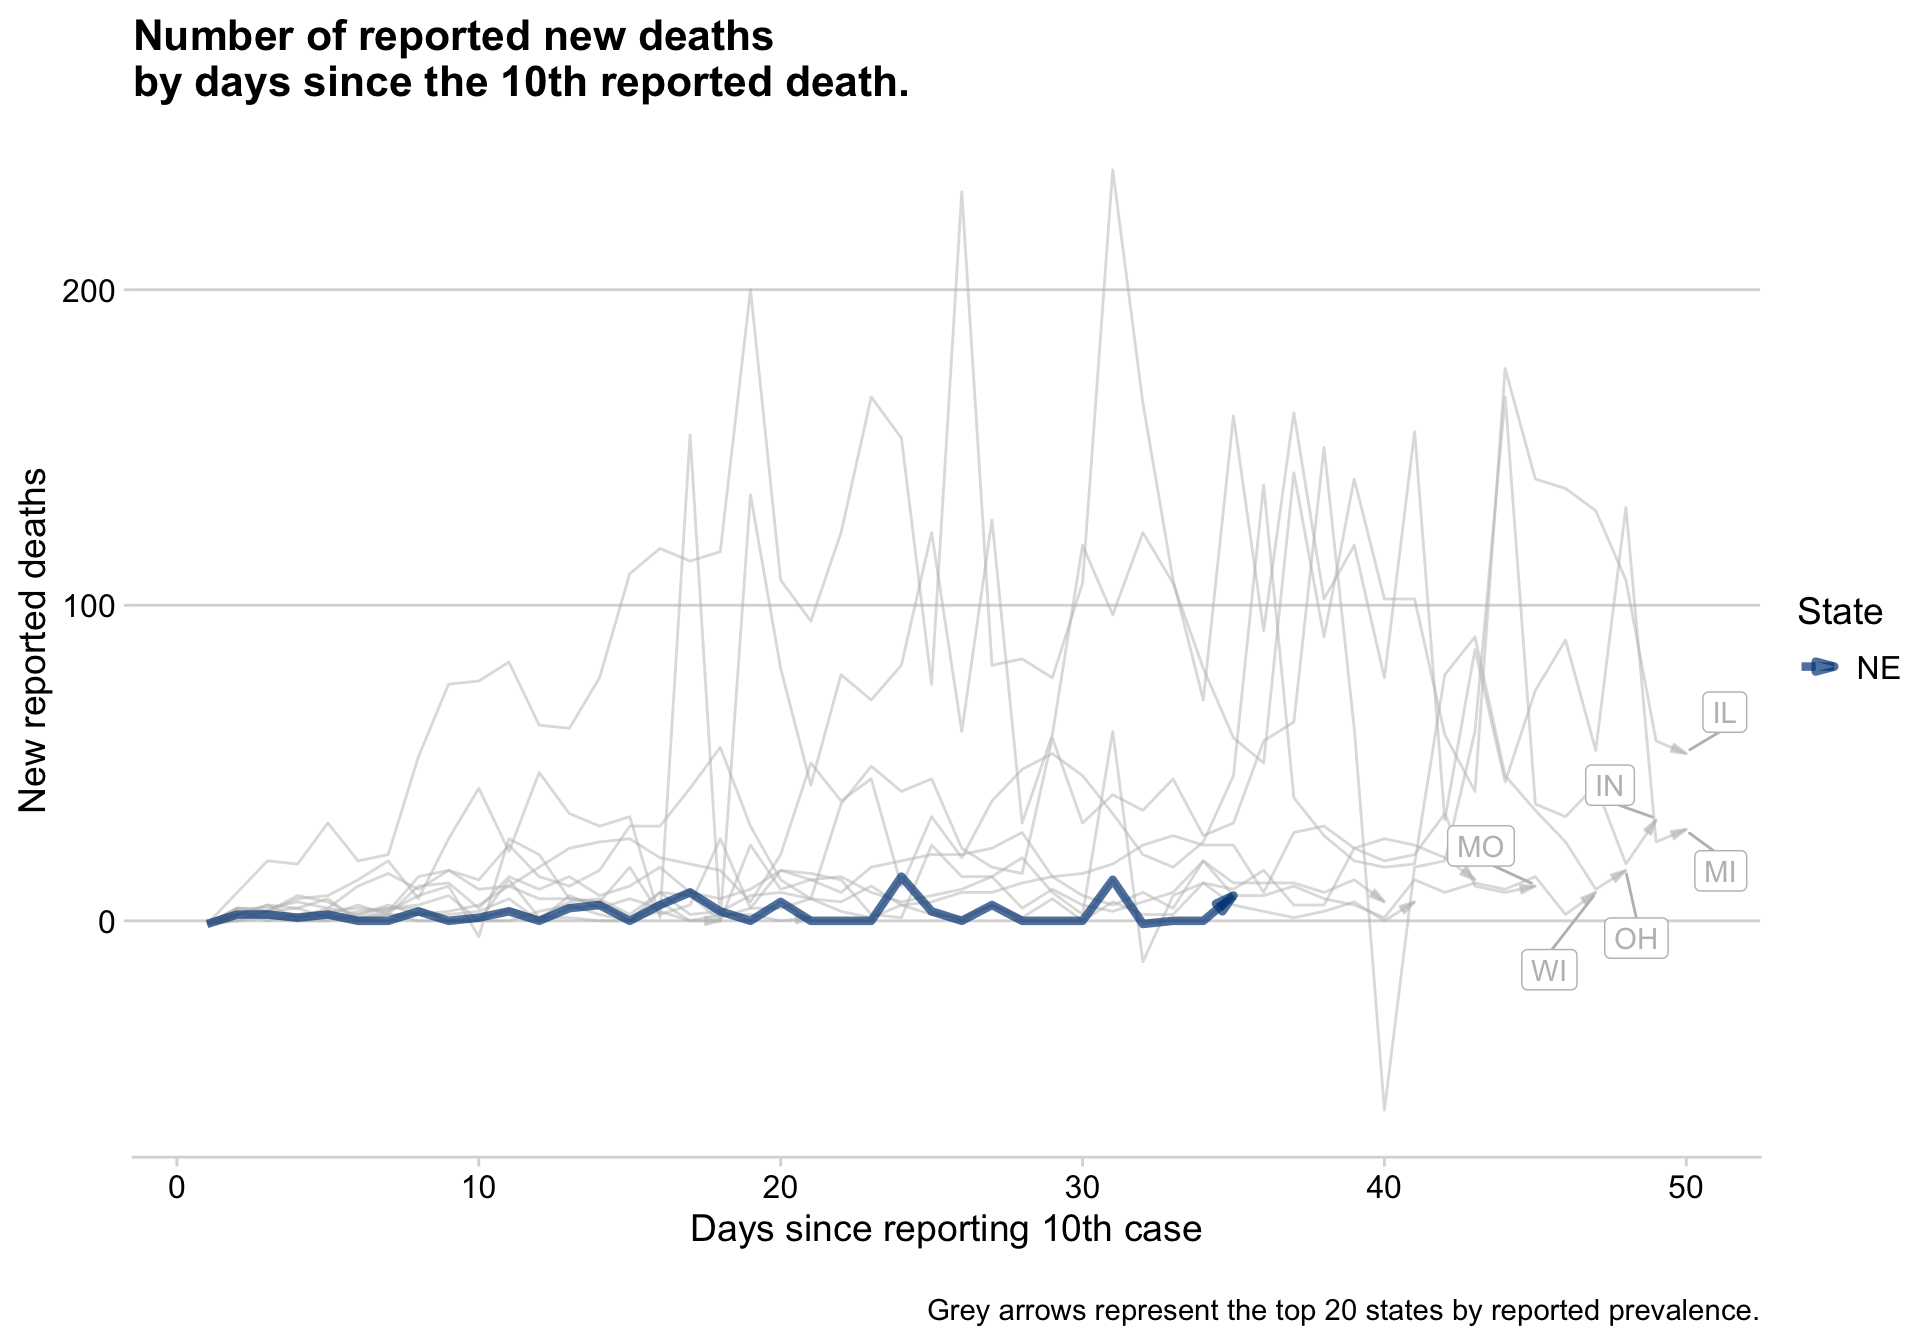 Number of reported new deaths
by days since the 10th reported death.
New reported deaths
200
100
0
IL
IN
MO
MI
OH
WI
State
NE
0
10
20
30
40
50
Days since reporting 10th case
Grey arrows represent the top 20 states by reported prevalence.